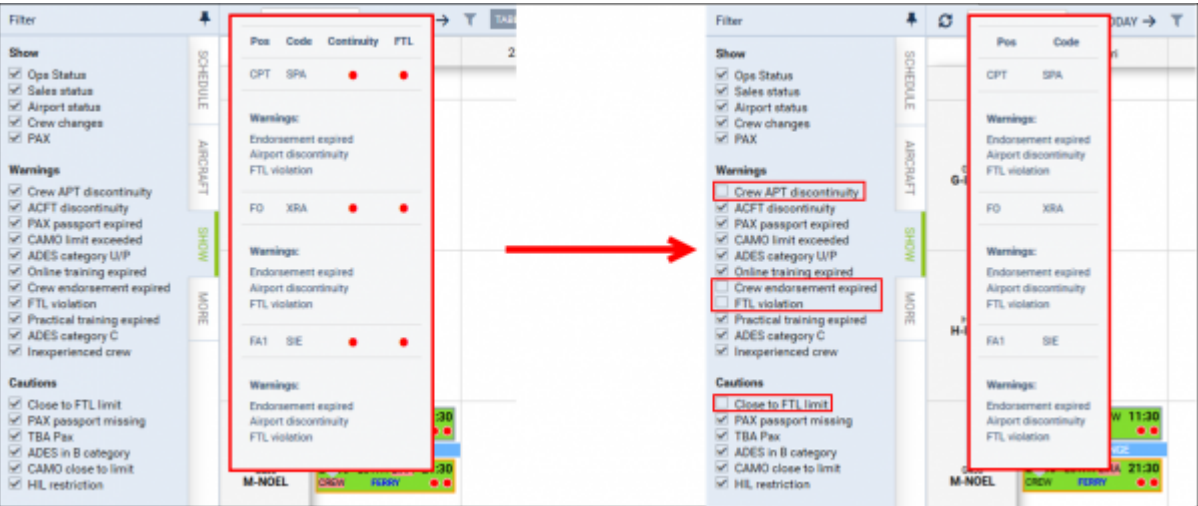 Filter
TABL
2
Show
Ops Status
Sales status
Airport status
Crew changes
PAX
Warnings
Crew APT discontinuity
ACFT discontinuity
PAX passport expired
CAMO limit exceeded
ADES category U/P
Online training expired
Crew endorsement expired
FTL violation
Practical training expired
ADES category C
Inexperienced crew
Cautions
Close to FTL limit
PAX passport missing
TBA Pax
ADES in B category
CAMO close to limit
HIL restriction
SCHEDULE
AIRCRAFT
SHOW
MORE
Pos Code Continuity FTL
CPT SPA
Warnings:
Endorsement expired
Airport discontinuity
FTL violation
FO XRA
Warnings:
Endorsement expired
Airport discontinuity
FTL violation
FA1 SIE
Warnings:
Endorsement expired
Airport discontinuity
FTL violation
:30
:30
M-NOEL
CREW FERRY
Filter
TODAY
Show
Ops Status
Sales status
Airport status
Crew changes
PAX
Warnings
Crew APT discontinuity
ACFT discontinuity
PAX passport expired
CAMO limit exceeded
ADES category U/P
Online training expired
Crew endorsement expired
FTL violation
Practical training expired
ADES category C
Inexperienced crew
Cautions
Close to FTL limit
PAX passport missing
TBA Pax
ADES in B category
CAMO close to limit
HIL restriction
SCHEDULE
AIRCRAFT
SHOW
MORE
Pos Code
CPT SPA
Warnings:
Endorsement expired
Airport discontinuity
FTL violation
FO XRA
Warnings:
Endorsement expired
Airport discontinuity
FTL violation
FA1 SIE
Warnings:
Endorsement expired
Airport discontinuity
FTL violation
11:30
21:30
M-NOEL
CREW FERRY